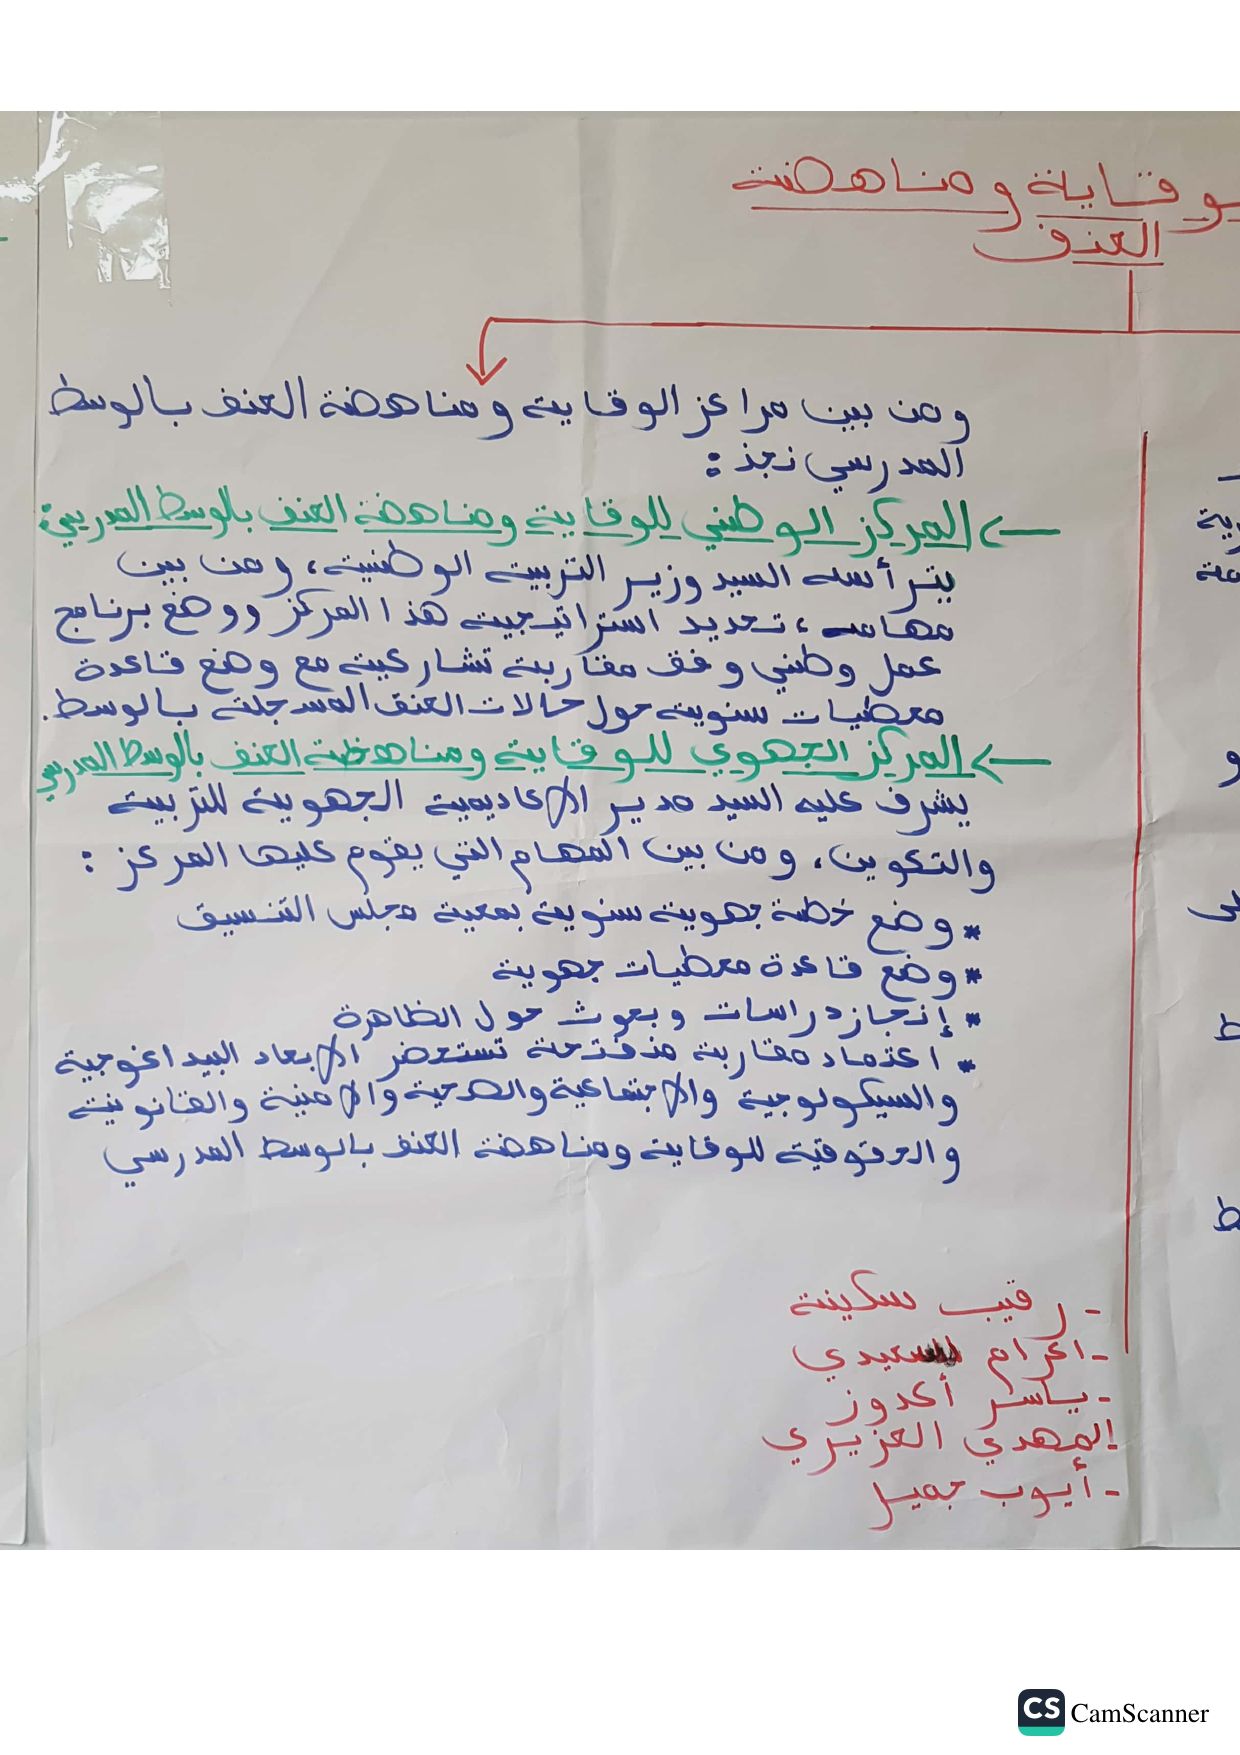 وقاية ومناهضة
العنف
ومن بين مراكز الوقاية ومناهضة العنف بالوسط
المدرسي نجد :
المركز الوطني للوقاية ومناهضة العنف بالوسط المدرسي:
يترأسه السيد وزير التربية الوطنية، ومن بين
مهامه، تحديد استراتيجية هذا المركز ووضع برنامج
عمل وطني وفق مقاربة تشاركية مع وضع قاعدة
معطيات سنوية حول حالات العنف المسجلة بالوسط.
المركز الجهوي للوقاية ومناهضة العنف بالوسط المدرسي
يشرف عليه السيد مدير الاكاديمية الجهوية للتربية
والتكوين، ومن بين المهام التي يقوم عليها المركز :
* وضع خطة جهوية سنوية بمعية مجلس التنسيق
* وضع قاعدة معطيات جهوية
* إنجاز دراسات وبحوث حول الظاهرة
* اعتماد مقاربة منفتحة تستحضر الابعاد البيداغوجية
والسيكولوجية والاجتماعية والصحية والامنية والقانونية
والحقوقية للوقاية ومناهضة العنف بالوسط المدرسي
- رقيب سكينة
- اكرام السعيدي
- ياسر أكدوز
المهدي العزيزي
- أيوب جميل
CS CamScanner